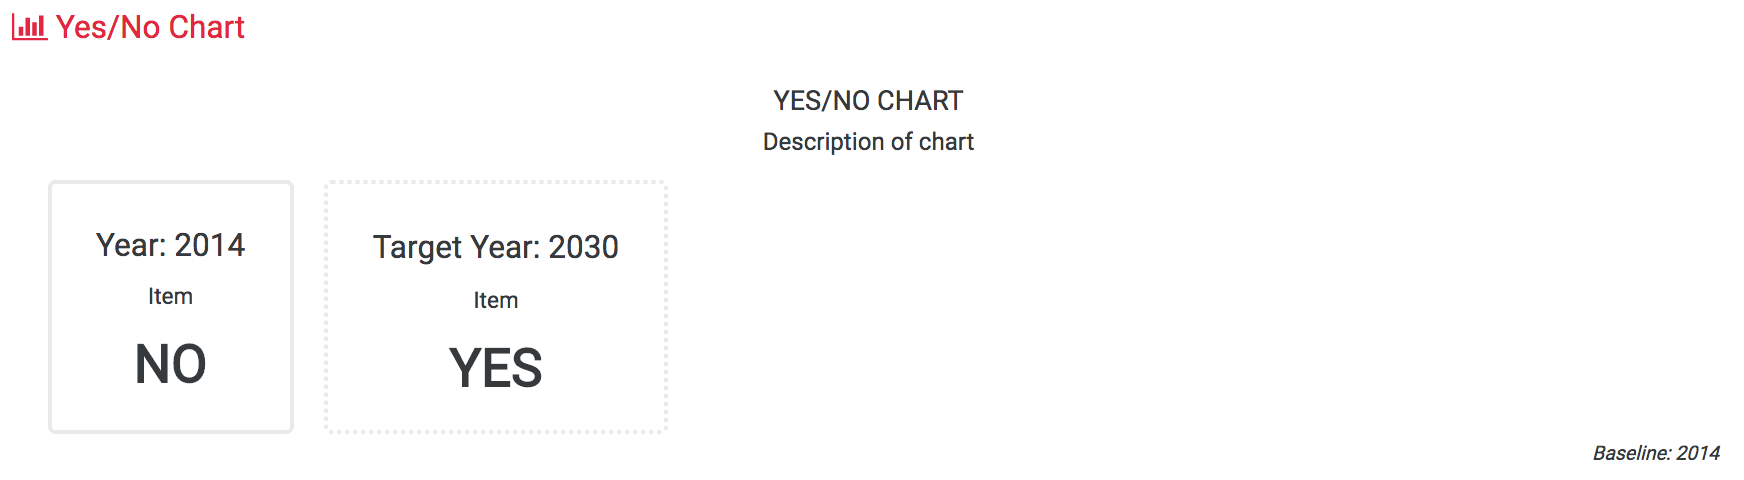 Yes/No Chart
YES/NO CHART
Description of chart
Year: 2014
Item
NO
Target Year: 2030
Item
YES
Baseline: 2014